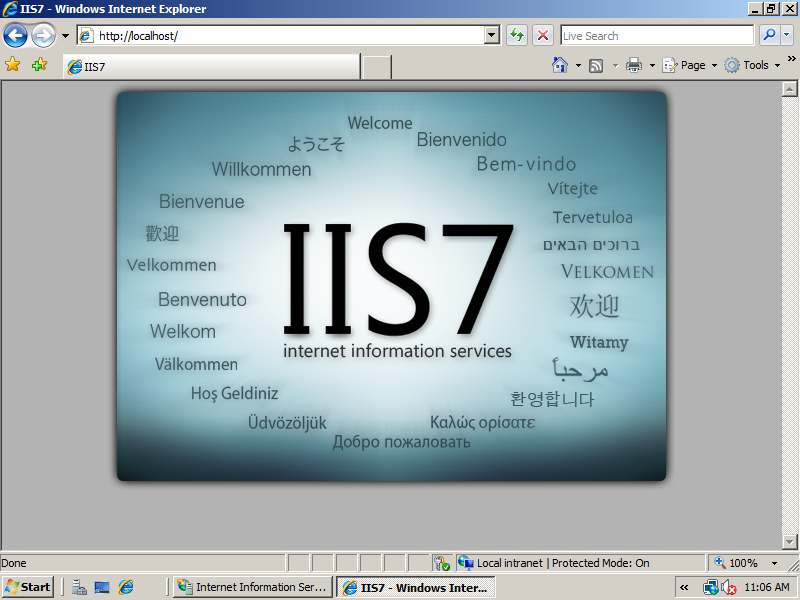 IIS7 - Windows Internet Explorer
http://localhost/
Live Search
IIS7
Page
Tools
Welcome
ようこそ
Bienvenido
Willkommen
Bem-vindo
Vítejte
Bienvenue
Tervetuloa
歡迎
ברוכים הבאים
Velkommen
VELKOMEN
Benvenuto
欢迎
Welkom
Witamy
Välkommen
مرحباً
Hoş Geldiniz
환영합니다
Üdvözöljük
Καλώς ορίσατε
Добро пожаловать
IIS7
internet information services
Done
Local intranet | Protected Mode: On
100%
Start
Internet Information Ser...
IIS7 - Windows Inter...
11:06 AM